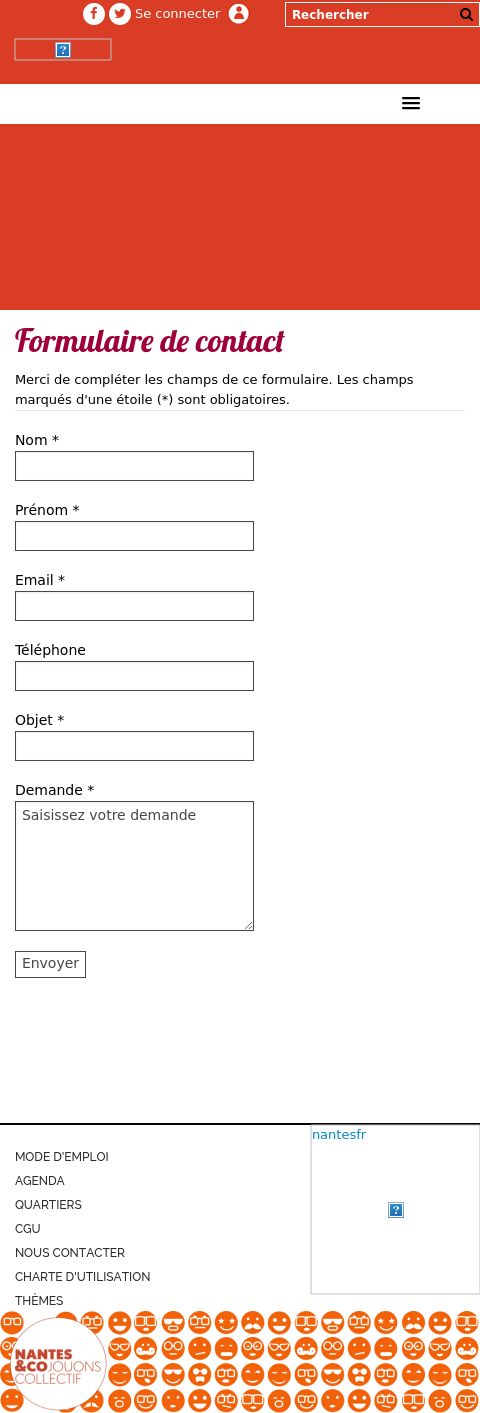 Se connecter
Rechercher
Formulaire de contact
Merci de compléter les champs de ce formulaire. Les champs
marqués d'une étoile (*) sont obligatoires.
Nom *
Prénom *
Email *
Téléphone
Objet *
Demande *
Saisissez votre demande
Envoyer
nantesfr
MODE D'EMPLOI
AGENDA
QUARTIERS
CGU
NOUS CONTACTER
CHARTE D'UTILISATION
THÈMES
NANTES
&COJOUONS
COLLECTIF